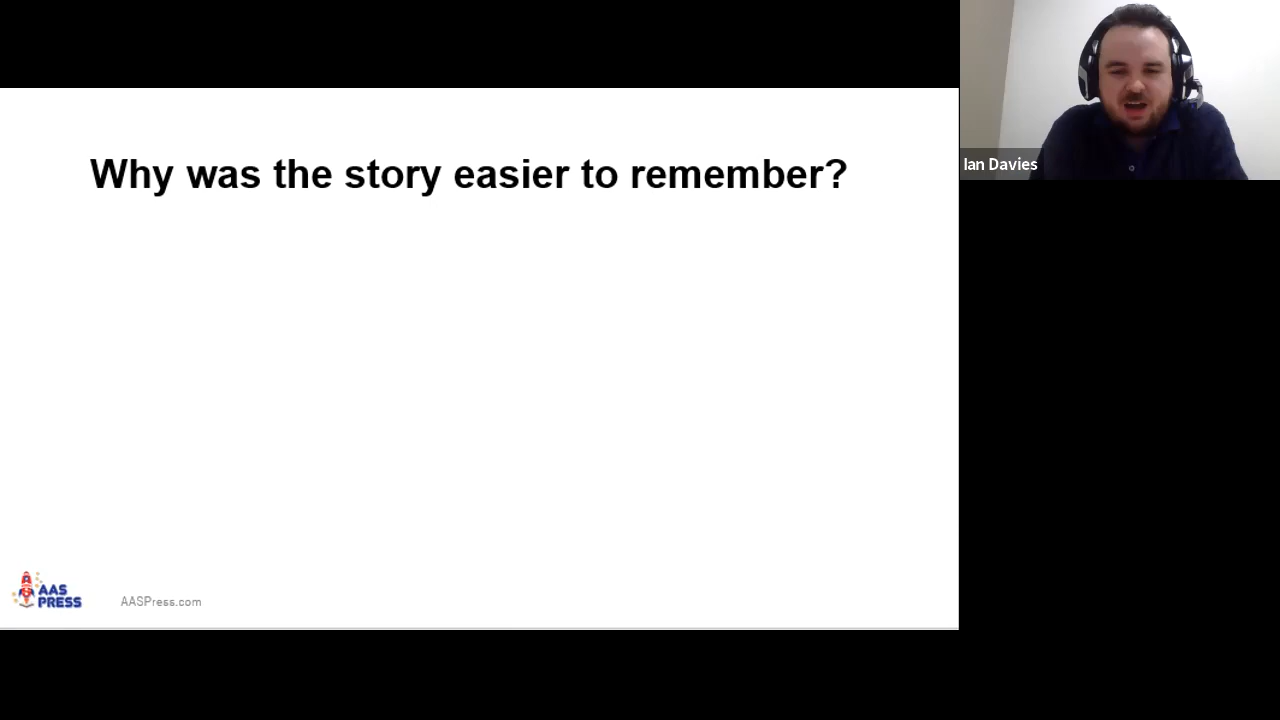 Why was the story easier to remember?
Ian Davies
AAS
PRESS
AASPress.com